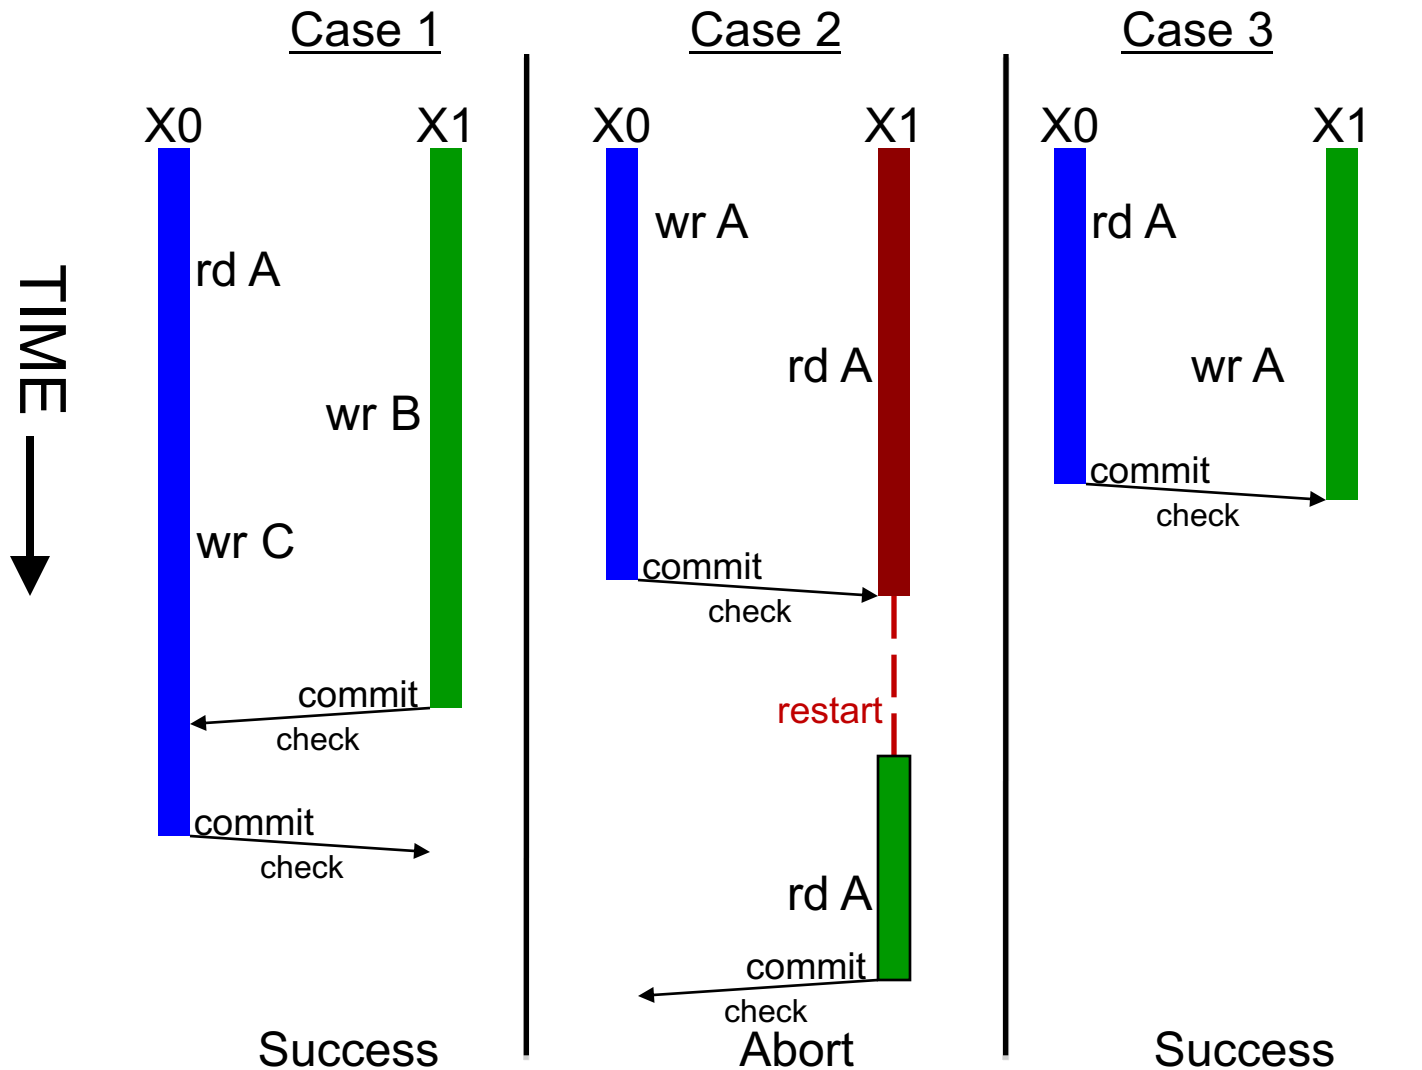 Case 1
Case 2
Case 3
X0
X1
X0
X1
X0
X1
TIME
rd A
wr B
wr C
commit
check
commit
check
wr A
rd A
commit
check
restart
rd A
commit
check
rd A
wr A
commit
check
Success
Abort
Success